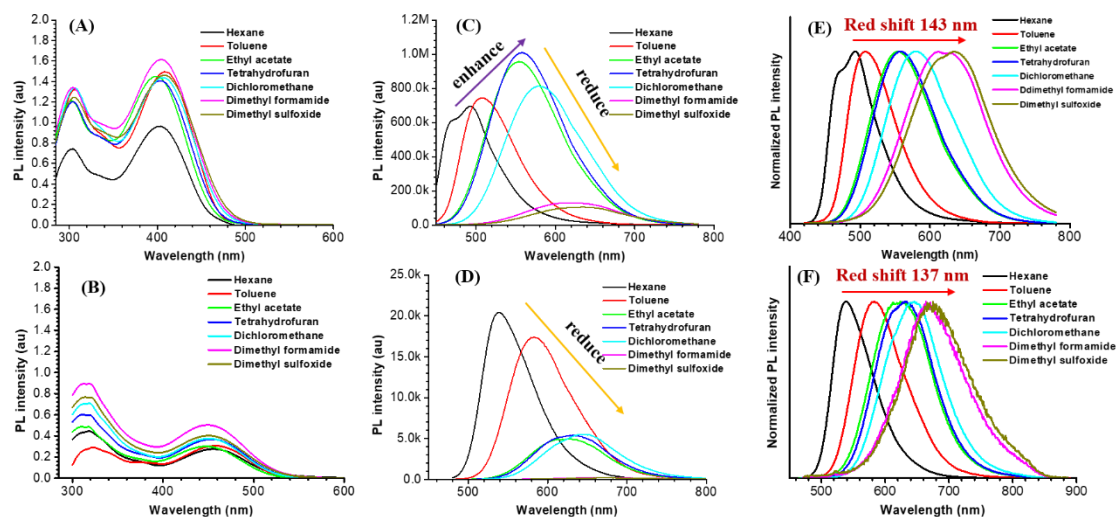 (A)
Hexane
Toluene
Ethyl acetate
Tetrahydrofuran
Dichloromethane
Dimethyl formamide
Dimethyl sulfoxide
PL intensity (au)
2.0
1.8
1.6
1.4
1.2
1.0
0.8
0.6
0.4
0.2
0.0
300 400 500 600
Wavelength (nm)
(C)
enhance
reduce
Hexane
Toluene
Ethyl acetate
Tetrahydrofuran
Dichloromethane
Dimethyl formamide
Dimethyl sulfoxide
PL intensity (au)
1.2M
1.0M
800.0k
600.0k
400.0k
200.0k
0.0
500 600 700 800
Wavelength (nm)
(E)
Red shift 143 nm
Hexane
Toluene
Ethyl acetate
Tetrahydrofuran
Dichloromethane
Ddimethyl formamide
Dimethyl sulfoxide
Normalized PL intensity
400 500 600 700 800
Wavelength (nm)
(B)
Hexane
Toluene
Ethyl acetate
Tetrahydrofuran
Dichloromethane
Dimethyl formamide
Dimethyl sulfoxide
PL intensity (au)
2.0
1.8
1.6
1.4
1.2
1.0
0.8
0.6
0.4
0.2
0.0
300 400 500 600
Wavelength (nm)
(D)
reduce
Hexane
Toluene
Ethyl acetate
Tetrahydrofuran
Dichloromethane
Dimethyl formamide
Dimethyl sulfoxide
PL intensity (au)
25.0k
20.0k
15.0k
10.0k
5.0k
0.0
500 600 700 800
Wavelength (nm)
(F)
Red shift 137 nm
Hexane
Toluene
Ethyl acetate
Tetrahydrofuran
Dichloromethane
Dimethyl formamide
Dimethyl sulfoxide
Normalized PL intensity
500 600 700 800 900
Wavelength (nm)